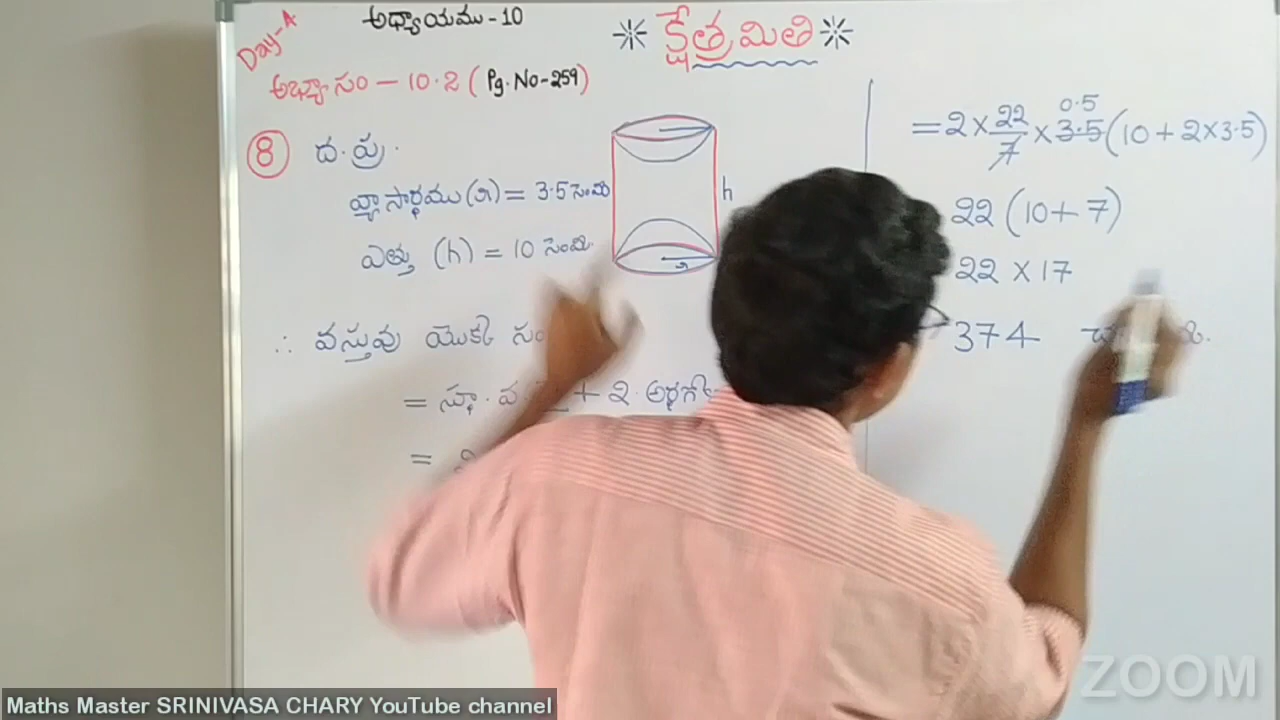 Day-4
అధ్యాయము - 10
క్షేత్రమితి
అభ్యాసం - 10.2 ( Pg. No-259 )
8 ద. ప్ర.
వ్యాసార్థము (r) = 3.5 సెంమీ
ఎత్తు (h) = 10 సెంమీ.
h
∴ వస్తువు యొక్క
= స్థూ. ప. + 2. అర్ధగో
=
0.5
= 2 × 22/7 × 3.5 (10 + 2×3.5)
22 (10 + 7)
22 × 17
374
ZOOM
Maths Master SRINIVASA CHARY YouTube channel